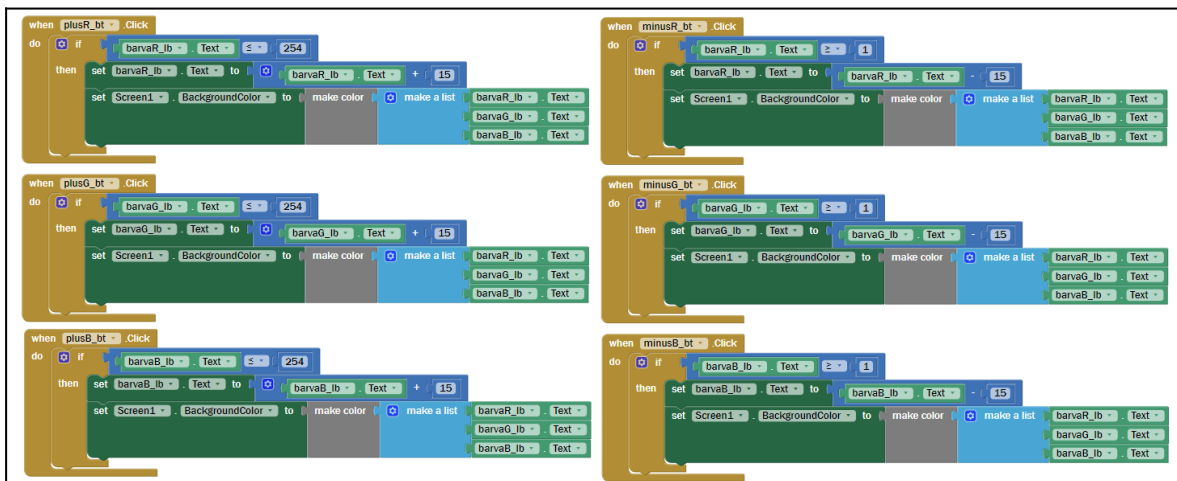 when plusR_bt .Click
do if barvaR_lb . Text ≤ 254
then set barvaR_lb . Text to barvaR_lb . Text + 15
set Screen1 . BackgroundColor to make color make a list barvaR_lb . Text
barvaG_lb . Text
barvaB_lb . Text
when minusR_bt .Click
do if barvaR_lb . Text ≥ 1
then set barvaR_lb . Text to barvaR_lb . Text - 15
set Screen1 . BackgroundColor to make color make a list barvaR_lb . Text
barvaG_lb . Text
barvaB_lb . Text
when plusG_bt .Click
do if barvaG_lb . Text ≤ 254
then set barvaG_lb . Text to barvaG_lb . Text + 15
set Screen1 . BackgroundColor to make color make a list barvaR_lb . Text
barvaG_lb . Text
barvaB_lb . Text
when minusG_bt .Click
do if barvaG_lb . Text ≥ 1
then set barvaG_lb . Text to barvaG_lb . Text - 15
set Screen1 . BackgroundColor to make color make a list barvaR_lb . Text
barvaG_lb . Text
barvaB_lb . Text
when plusB_bt .Click
do if barvaB_lb . Text ≤ 254
then set barvaB_lb . Text to barvaB_lb . Text + 15
set Screen1 . BackgroundColor to make color make a list barvaR_lb . Text
barvaG_lb . Text
barvaB_lb . Text
when minusB_bt .Click
do if barvaB_lb . Text ≥ 1
then set barvaB_lb . Text to barvaB_lb . Text - 15
set Screen1 . BackgroundColor to make color make a list barvaR_lb . Text
barvaG_lb . Text
barvaB_lb . Text